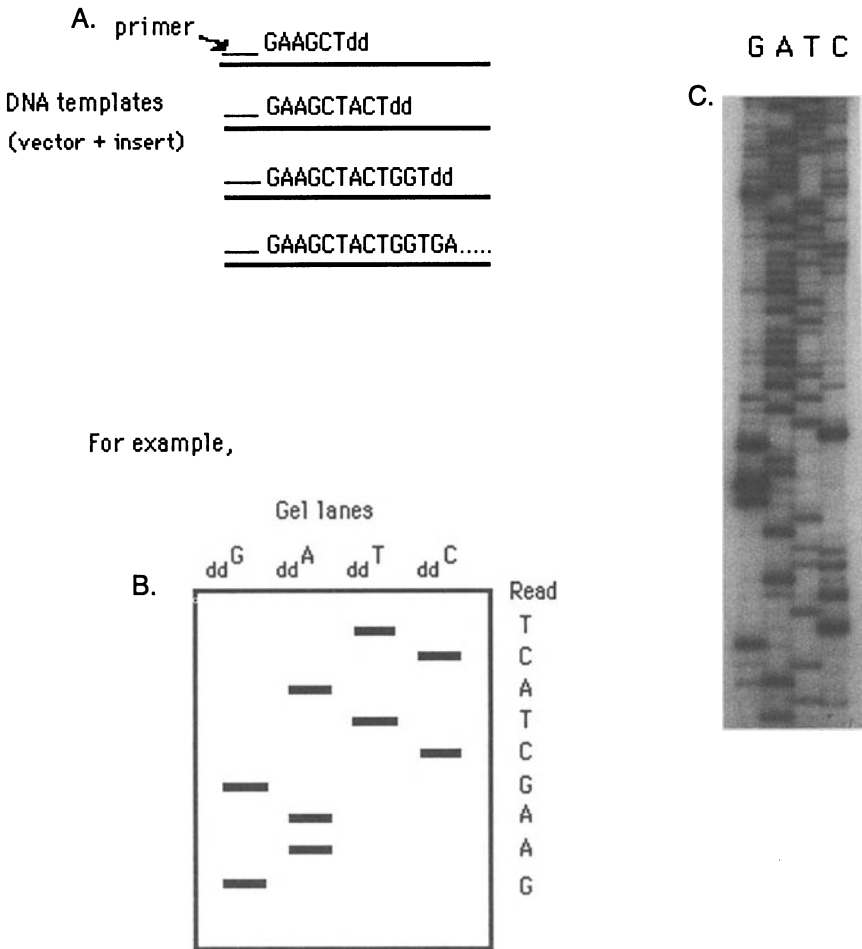 A. primer
GAAGCTdd
DNA templates
(vector + insert)
GAAGCTACTdd
GAAGCTACTGGTdd
GAAGCTACTGGTGA.....
For example,
Gel lanes
B.
ddG ddA ddT ddC
Read
T
C
A
T
C
G
A
A
G
G A T C
C.